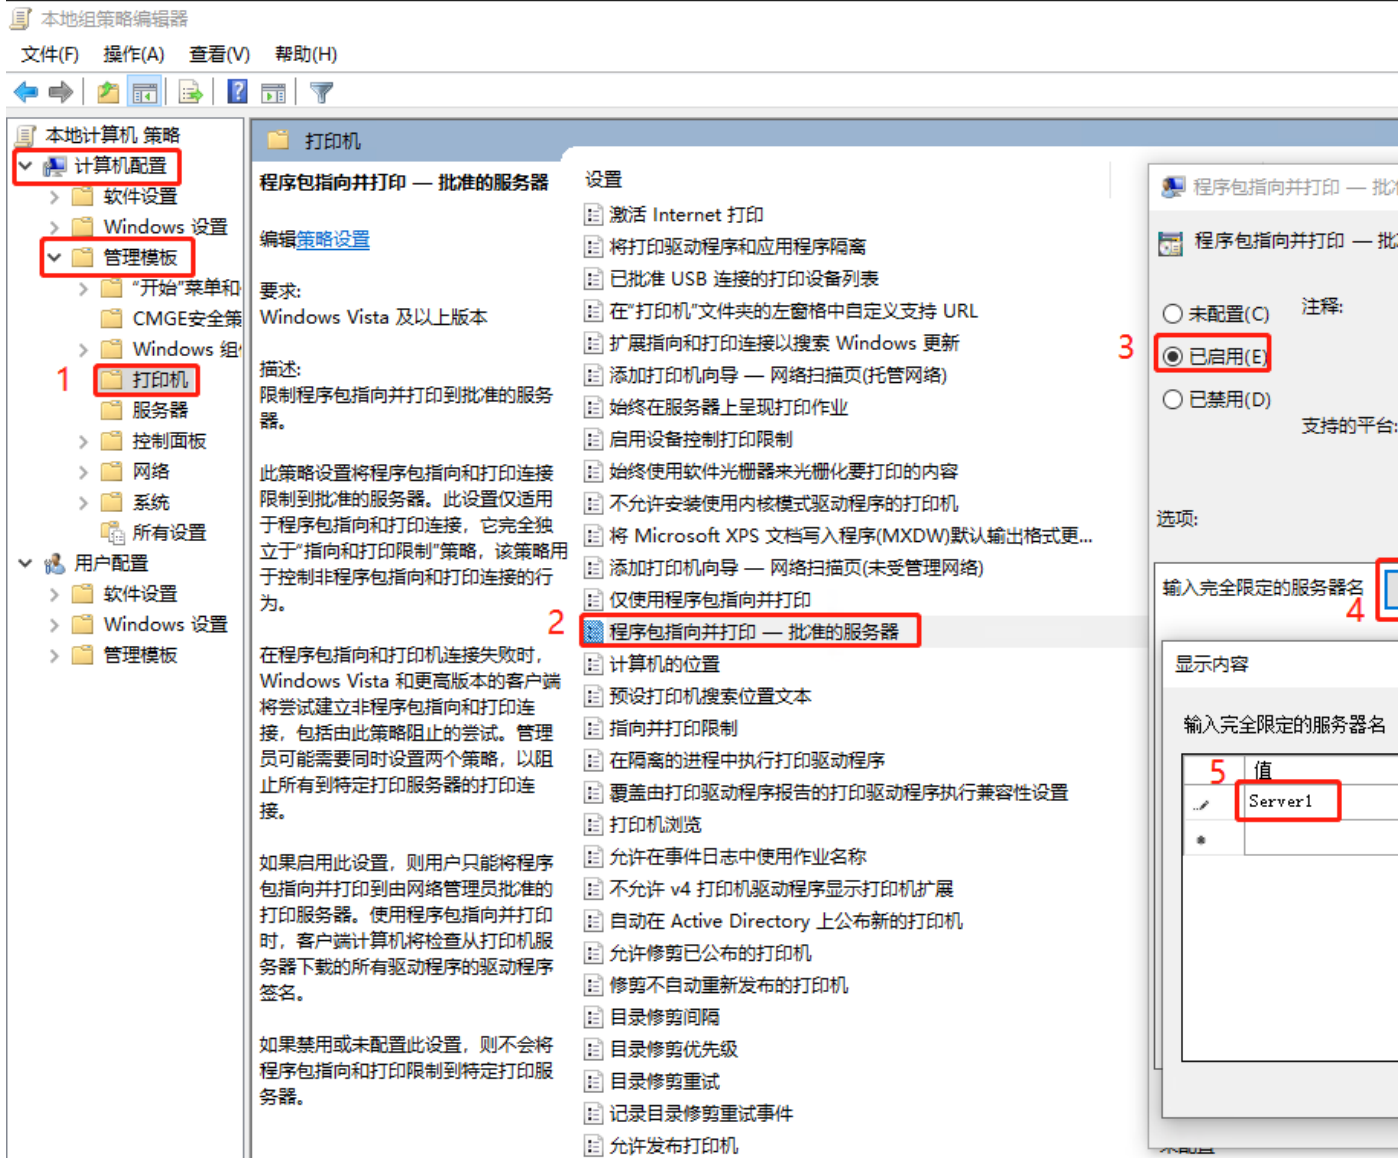 本地组策略编辑器
文件(F) 操作(A) 查看(V) 帮助(H)
本地计算机 策略
计算机配置
软件设置
Windows 设置
管理模板
“开始”菜单和
CMGE安全策
Windows 组
1
打印机
服务器
控制面板
网络
系统
所有设置
用户配置
软件设置
Windows 设置
管理模板
打印机
程序包指向并打印 — 批准的服务器
编辑策略设置
要求:
Windows Vista 及以上版本
描述:
限制程序包指向并打印到批准的服务
器。
此策略设置将程序包指向和打印连接
限制到批准的服务器。此设置仅适用
于程序包指向和打印连接，它完全独
立于“指向和打印限制”策略，该策略用
于控制非程序包指向和打印连接的行
为。
在程序包指向和打印机连接失败时，
Windows Vista 和更高版本的客户端
将尝试建立非程序包指向和打印连
接，包括由此策略阻止的尝试。管理
员可能需要同时设置两个策略，以阻
止所有到特定打印服务器的打印连
接。
如果启用此设置，则用户只能将程序
包指向并打印到由网络管理员批准的
打印服务器。使用程序包指向并打印
时，客户端计算机将检查从打印机服
务器下载的所有驱动程序的驱动程序
签名。
如果禁用或未配置此设置，则不会将
程序包指向和打印限制到特定打印服
务器。
设置
激活 Internet 打印
将打印驱动程序和应用程序隔离
已批准 USB 连接的打印设备列表
在“打印机”文件夹的左窗格中自定义支持 URL
扩展指向和打印连接以搜索 Windows 更新
添加打印机向导 — 网络扫描页(托管网络)
始终在服务器上呈现打印作业
启用设备控制打印限制
始终使用软件光栅器来光栅化要打印的内容
不允许安装使用内核模式驱动程序的打印机
将 Microsoft XPS 文档写入程序(MXDW)默认输出格式更...
添加打印机向导 — 网络扫描页(未受管理网络)
仅使用程序包指向并打印
2
程序包指向并打印 — 批准的服务器
计算机的位置
预设打印机搜索位置文本
指向并打印限制
在隔离的进程中执行打印驱动程序
覆盖由打印驱动程序报告的打印驱动程序执行兼容性设置
打印机浏览
允许在事件日志中使用作业名称
不允许 v4 打印机驱动程序显示打印机扩展
自动在 Active Directory 上公布新的打印机
允许修剪已公布的打印机
修剪不自动重新发布的打印机
目录修剪间隔
目录修剪优先级
目录修剪重试
记录目录修剪重试事件
允许发布打印机
程序包指向并打印 — 批
程序包指向并打印 — 批
未配置(C) 注释:
3
已启用(E)
已禁用(D)
支持的平台:
选项:
输入完全限定的服务器名
4
显示内容
输入完全限定的服务器名
5
值
Server1
未配置